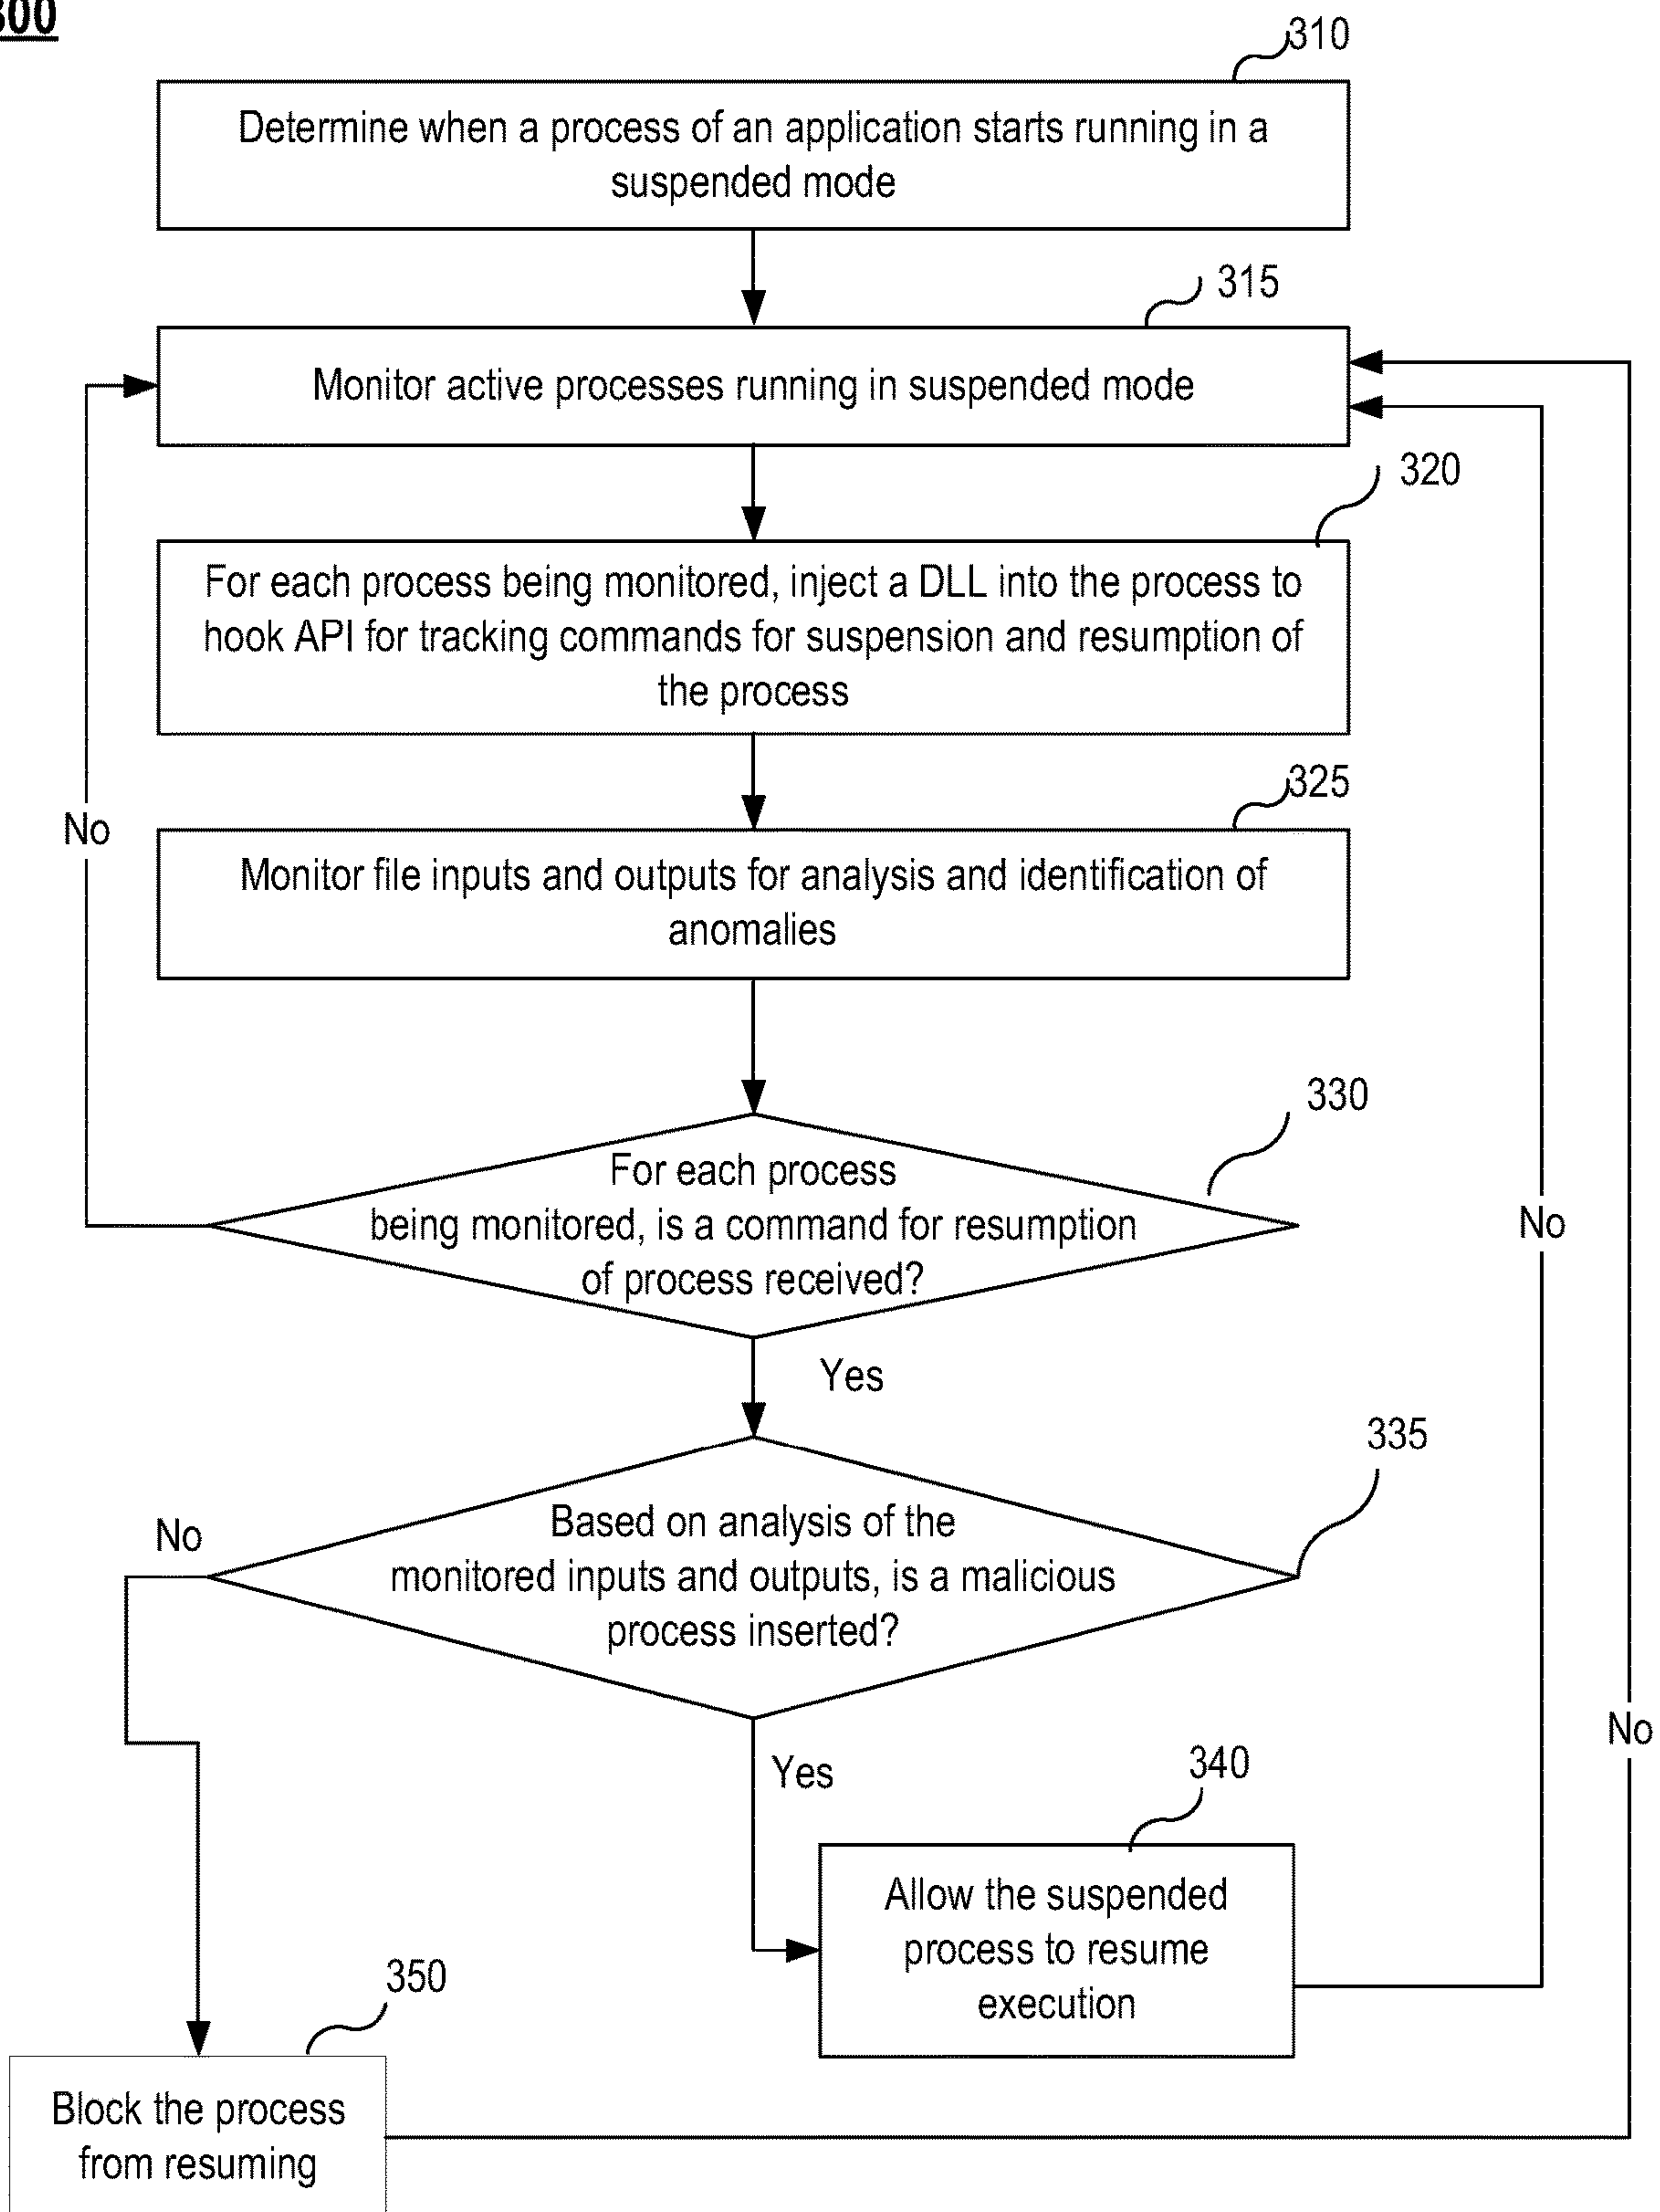 300
310
Determine when a process of an application starts running in a
suspended mode
315
Monitor active processes running in suspended mode
320
For each process being monitored, inject a DLL into the process to
hook API for tracking commands for suspension and resumption of
the process
325
No
Monitor file inputs and outputs for analysis and identification of
anomalies
330
For each process
being monitored, is a command for resumption
of process received?
No
Yes
335
No
Based on analysis of the
monitored inputs and outputs, is a malicious
process inserted?
No
Yes
340
Allow the suspended
process to resume
execution
350
Block the process
from resuming